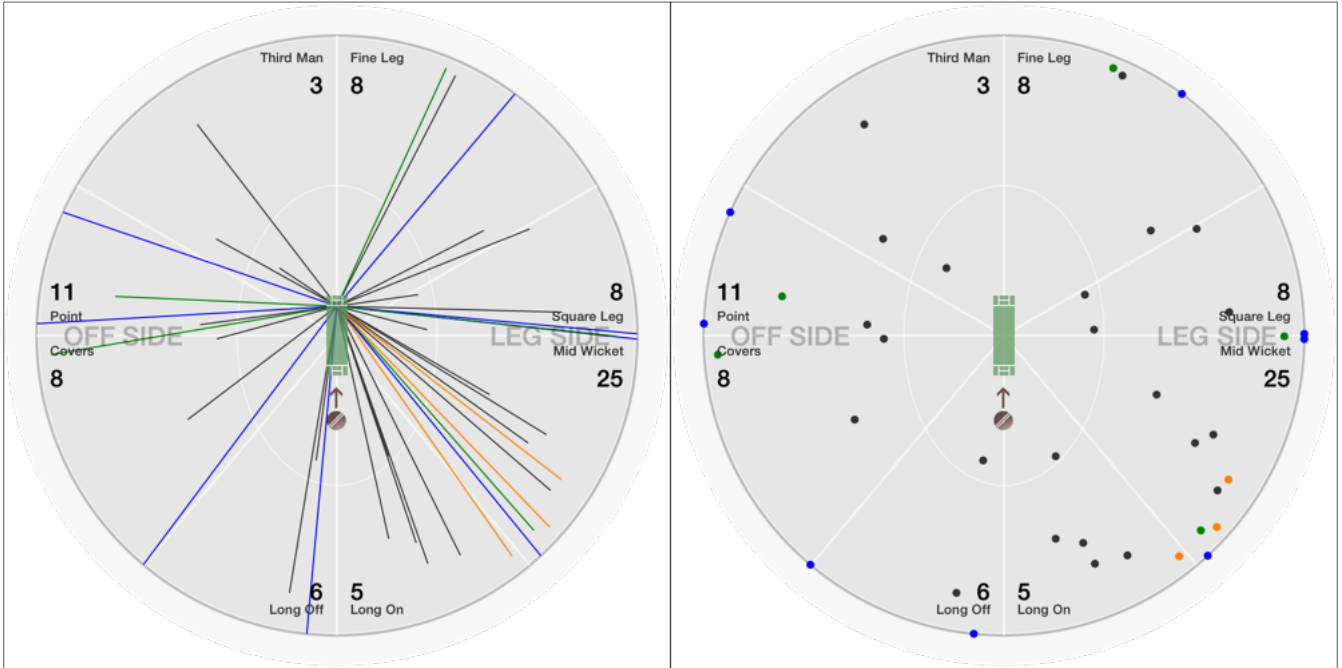 Third Man Fine Leg
3 8
11 8
Point Square Leg
OFF SIDE LEG SIDE
Covers Mid Wicket
8 25
6 5
Long Off Long On
Third Man Fine Leg
3 8
11 8
Point Square Leg
OFF SIDE LEG SIDE
Covers Mid Wicket
8 25
6 5
Long Off Long On